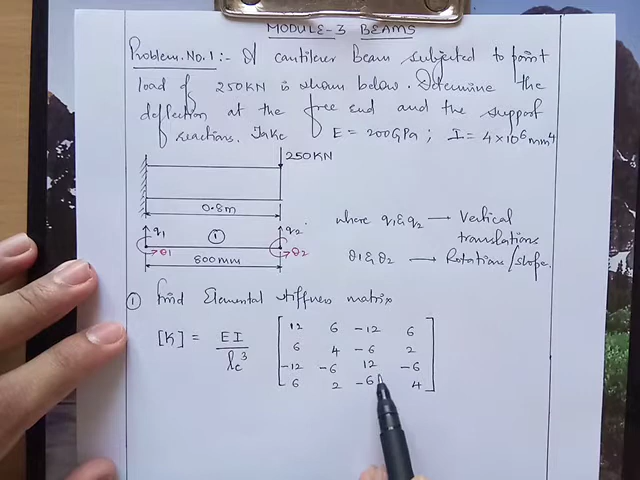 MODULE-3 BEAMS
Problem.No.1:- A cantilever Beam subjected to point
load of 250KN is shown below. Determine the
deflection at the free end and the support
reactions. Take E = 200GPa ; I = 4×10⁶ mm⁴
250KN
0.8m
q1 ① q2
θ1 θ2
800mm
where q1 & q2 → Vertical
translations
θ1 & θ2 → Rotations/slope.
① Find Elemental stiffness matrix
[K] = EI / le³
12 6 -12 6
6 4 -6 2
-12 -6 12 -6
6 2 -6 4